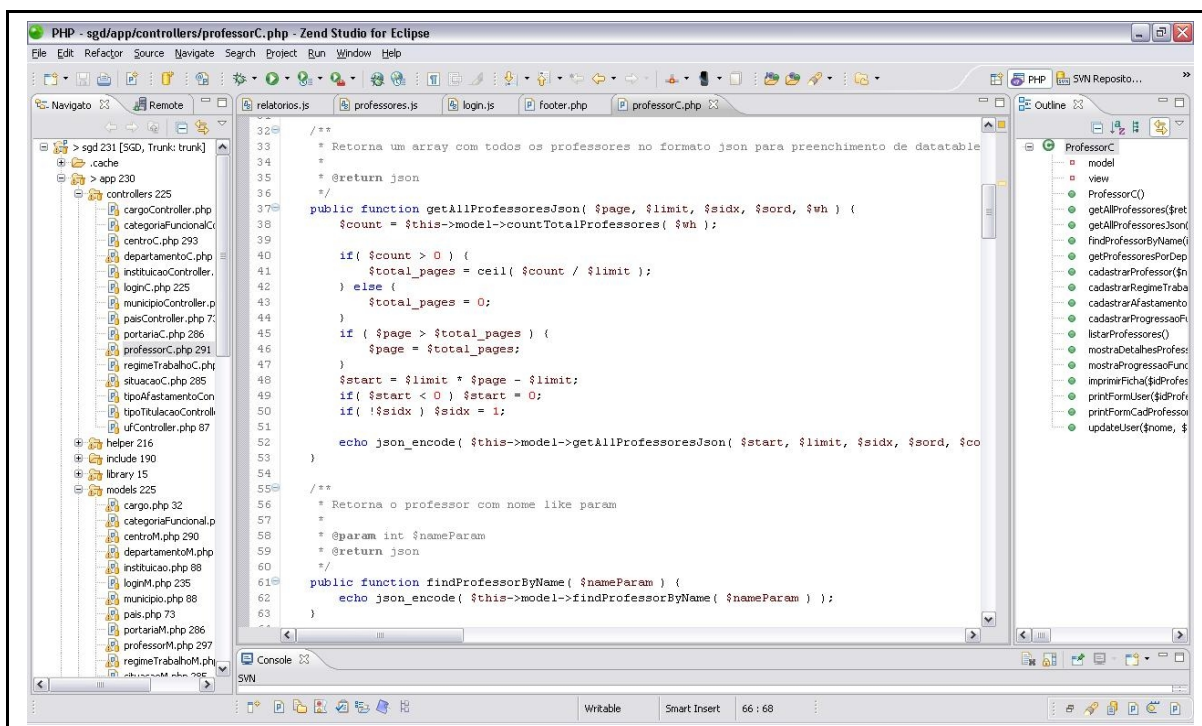 PHP - sgd/app/controllers/professorC.php - Zend Studio for Eclipse
File Edit Refactor Source Navigate Search Project Run Window Help
PHP SVN Reposito... »
Navigato Remote
> sgd 231 [SGD, Trunk: trunk]
.cache
> app 230
controllers 225
cargoController.php
categoriaFuncionalCo
centroC.php 293
departamentoC.php
instituicaoController.
loginC.php 225
municipioController.p
paisController.php 73
portariaC.php 286
professorC.php 291
regimeTrabalhoC.php
situacaoC.php 285
tipoAfastamentoCon
tipoTitulacaoControlle
ufController.php 87
helper 216
include 190
library 15
models 225
cargo.php 32
categoriaFuncional.p
centroM.php 290
departamentoM.php
instituicao.php 88
loginM.php 235
municipio.php 88
pais.php 73
portariaM.php 286
professorM.php 297
regimeTrabalhoM.php
situacaoM.php 285
relatorios.js professores.js login.js footer.php professorC.php
32 /**
33 * Retorna um array com todos os professores no formato json para preenchimento de datatable
34 *
35 * @return json
36 */
37 public function getAllProfessoresJson( $page, $limit, $sidx, $sord, $wh ) {
38 $count = $this->model->countTotalProfessores( $wh );
39
40 if( $count > 0 ) {
41 $total_pages = ceil( $count / $limit );
42 } else {
43 $total_pages = 0;
44 }
45 if ( $page > $total_pages ) {
46 $page = $total_pages;
47 }
48 $start = $limit * $page - $limit;
49 if( $start < 0 ) $start = 0;
50 if( !$sidx ) $sidx = 1;
51
52 echo json_encode( $this->model->getAllProfessoresJson( $start, $limit, $sidx, $sord, $co
53 }
54
55 /**
56 * Retorna o professor com nome like param
57 *
58 * @param int $nameParam
59 * @return json
60 */
61 public function findProfessorByName( $nameParam ) {
62 echo json_encode( $this->model->findProfessorByName( $nameParam ) );
63 }
Outline
ProfessorC
model
view
ProfessorC()
getAllProfessores($ret
getAllProfessoresJson(
findProfessorByName(i
getProfessoresPorDep
cadastrarProfessor($n
cadastrarRegimeTraba
cadastrarAfastamento
cadastrarProgressaoFu
listarProfessores()
mostraDetalhesProfess
mostraProgressaoFunc
imprimirFicha($idProfes
printFormUser($idProfe
printFormCadProfessor
updateUser($nome, $
Console
SVN
Writable Smart Insert 66 : 68